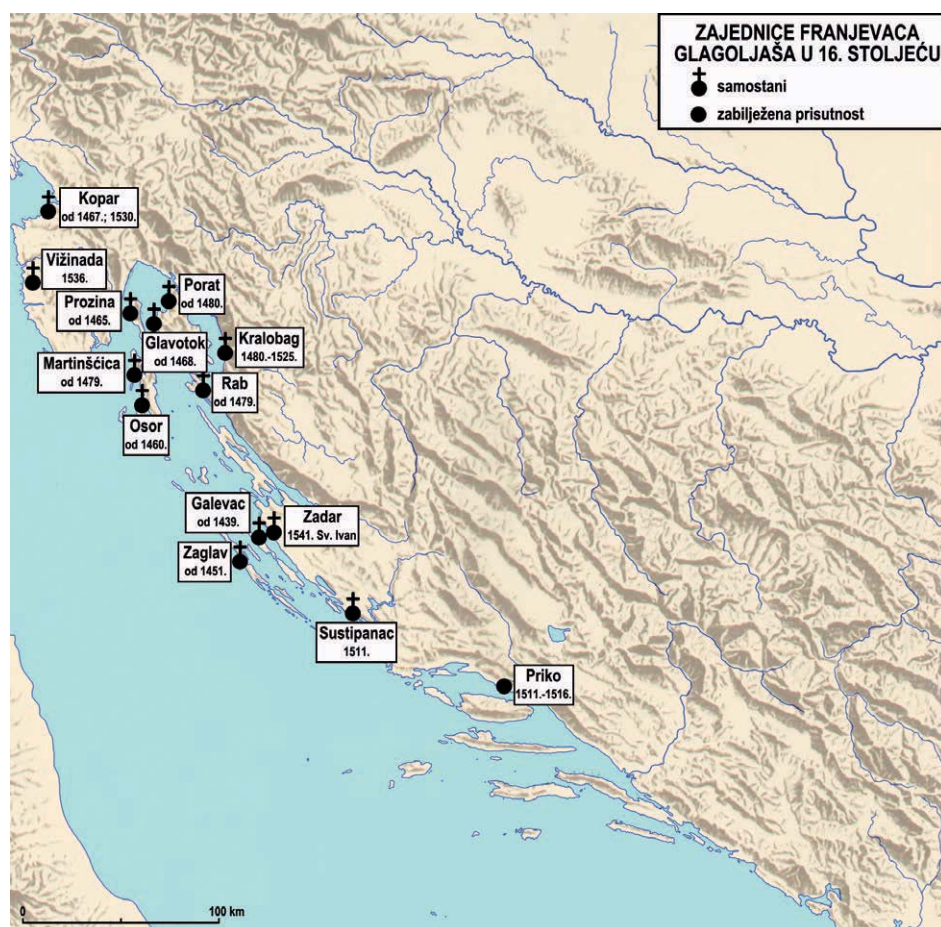 ZAJEDNICE FRANJEVACA
GLAGOLJAŠA U 16. STOLJEĆU
samostani
zabilježena prisutnost
Kopar
od 1467.; 1530.
Vižinada
1536.
Porat
od 1480.
Prozina
od 1465.
Glavotok
od 1468.
Kralobag
1480.-1525.
Martinšćica
od 1479.
Rab
od 1479.
Osor
od 1460.
Galevac
od 1439.
Zadar
1541. Sv. Ivan
Zaglav
od 1451.
Sustipanac
1511.
Priko
1511.-1516.
0
100 km